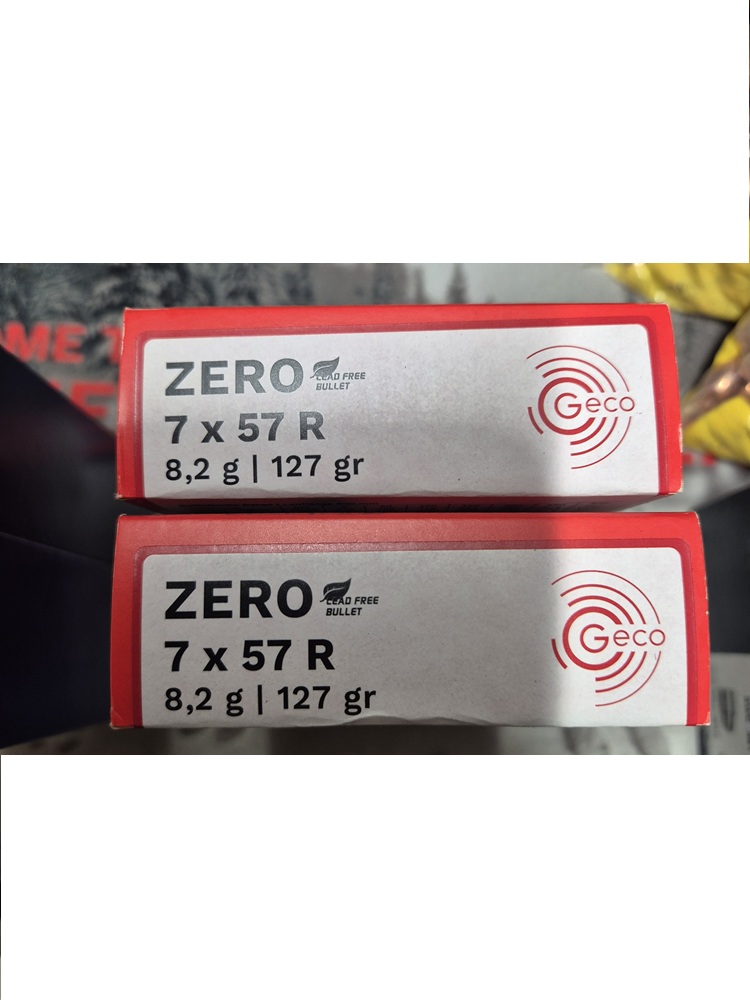 ZERO LEAD FREE
BULLET
7 x 57 R
8,2 g | 127 gr
Geco
ZERO LEAD FREE
BULLET
7 x 57 R
8,2 g | 127 gr
Geco